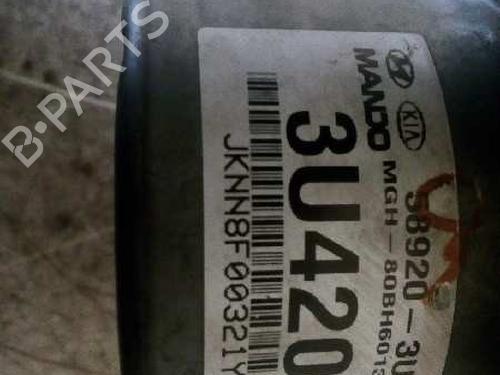 B-PARTS
KIA
MANDO
58920-3U
MGH-80BH6013
3U420
JKNN8F00321Y